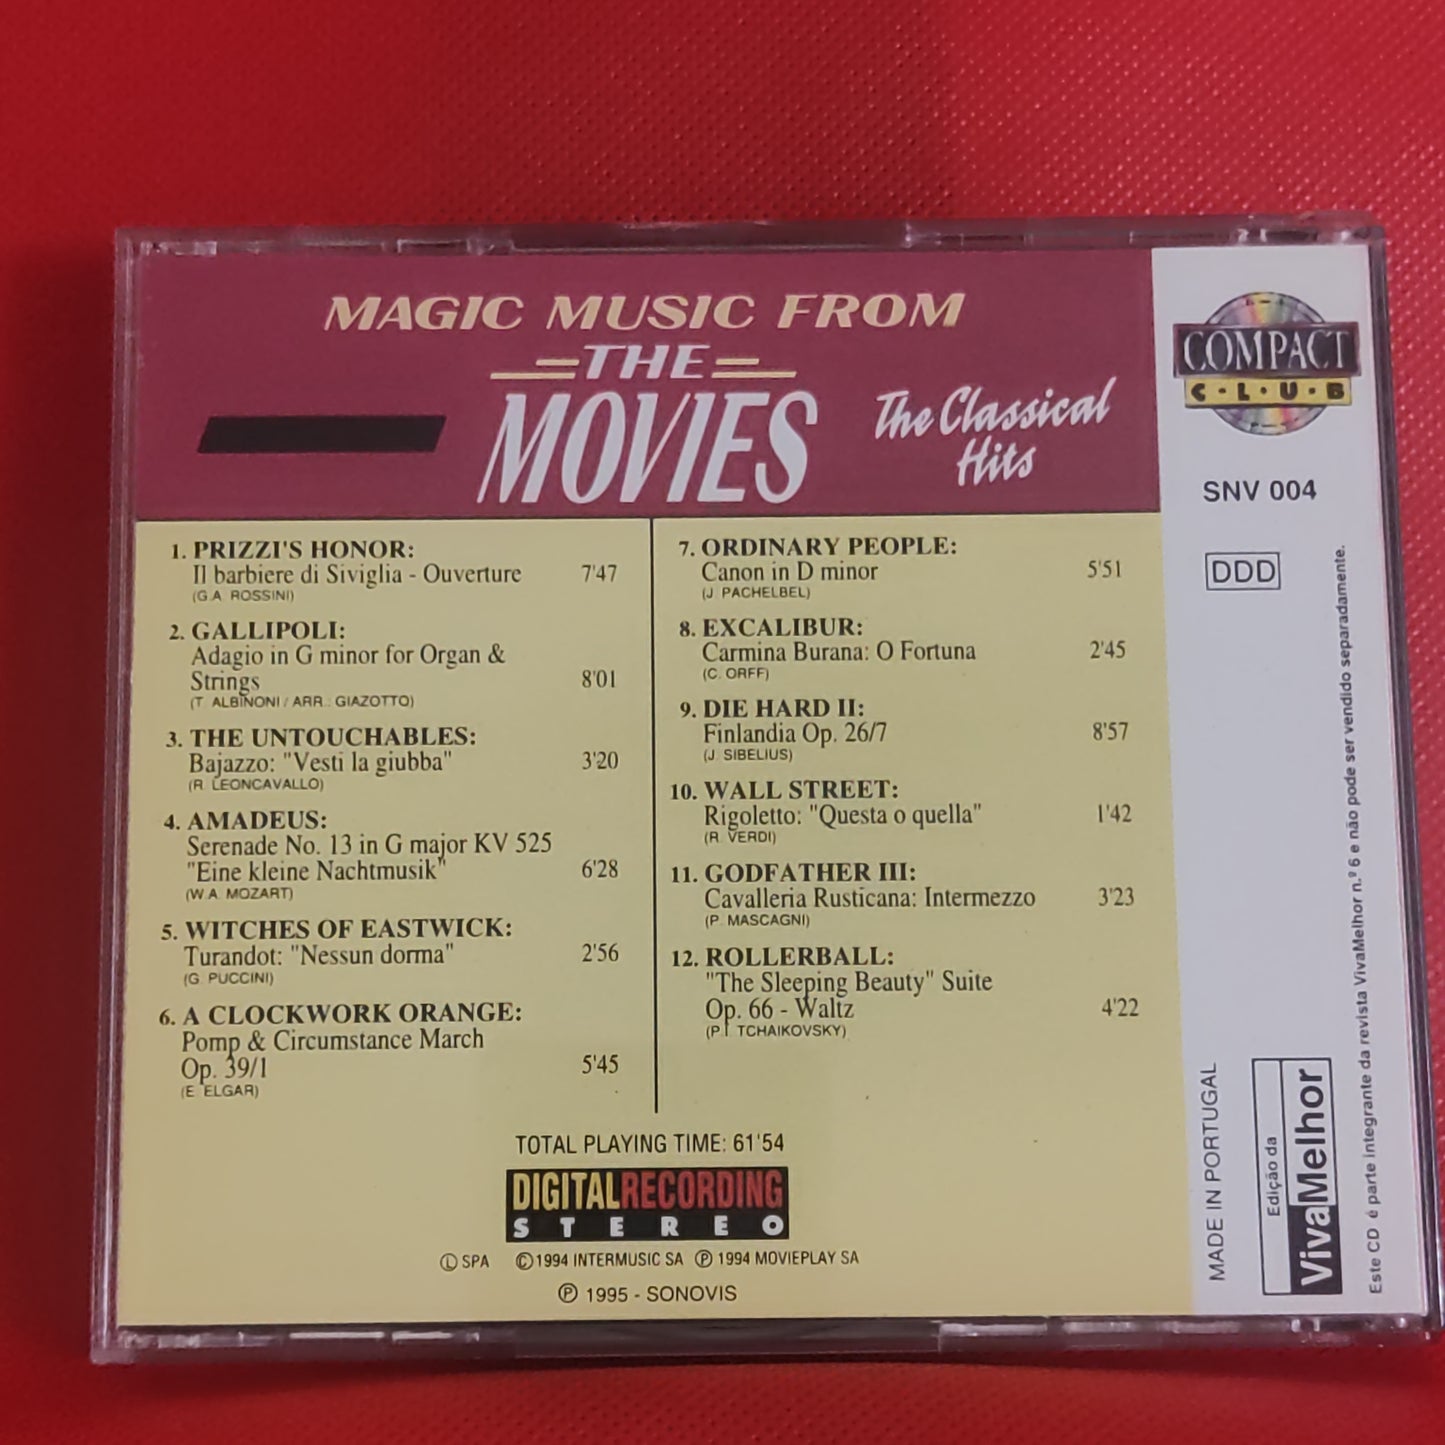 MAGIC MUSIC FROM
THE
MOVIES
The Classical
Hits
1. PRIZZI'S HONOR:
Il barbiere di Siviglia - Ouverture 7'47
(G.A. ROSSINI)
2. GALLIPOLI:
Adagio in G minor for Organ &
Strings 8'01
(T. ALBINONI / ARR.: GIAZOTTO)
3. THE UNTOUCHABLES:
Bajazzo: "Vesti la giubba" 3'20
(R. LEONCAVALLO)
4. AMADEUS:
Serenade No. 13 in G major KV 525
"Eine kleine Nachtmusik" 6'28
(W.A. MOZART)
5. WITCHES OF EASTWICK:
Turandot: "Nessun dorma" 2'56
(G. PUCCINI)
6. A CLOCKWORK ORANGE:
Pomp & Circumstance March
Op. 39/1 5'45
(E. ELGAR)
7. ORDINARY PEOPLE:
Canon in D minor 5'51
(J. PACHELBEL)
8. EXCALIBUR:
Carmina Burana: O Fortuna 2'45
(C. ORFF)
9. DIE HARD II:
Finlandia Op. 26/7 8'57
(J. SIBELIUS)
10. WALL STREET:
Rigoletto: "Questa o quella" 1'42
(R. VERDI)
11. GODFATHER III:
Cavalleria Rusticana: Intermezzo 3'23
(P. MASCAGNI)
12. ROLLERBALL:
"The Sleeping Beauty" Suite
Op. 66 - Waltz 4'22
(P.I. TCHAIKOVSKY)
TOTAL PLAYING TIME: 61'54
DIGITAL RECORDING
STEREO
Ⓛ SPA © 1994 INTERMUSIC SA ℗ 1994 MOVIEPLAY SA
℗ 1995 - SONOVIS
COMPACT
C·L·U·B
SNV 004
DDD
MADE IN PORTUGAL
Edição da
VivaMelhor
Este CD é parte integrante da revista VivaMelhor n.º 6 e não pode ser vendido separadamente.